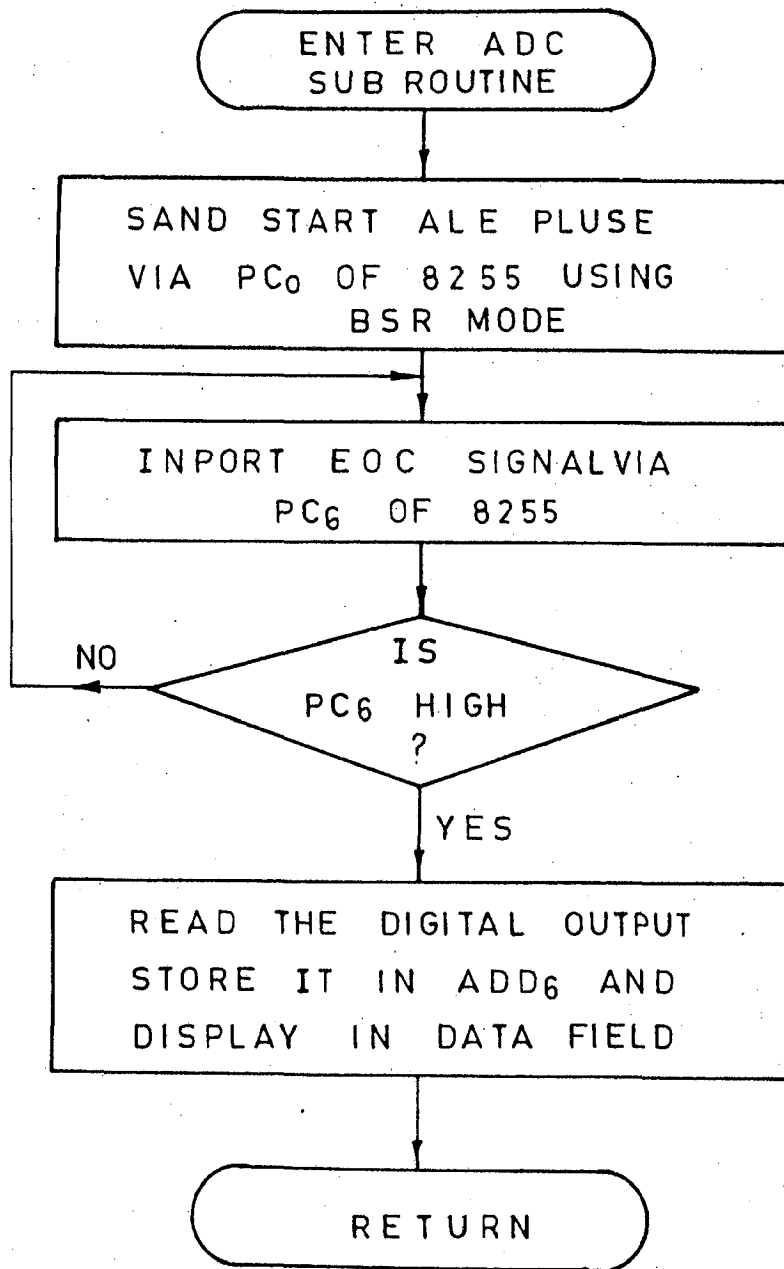 ENTER ADC
SUB ROUTINE
SAND START ALE PLUSE
VIA PC₀ OF 8255 USING
BSR MODE
INPORT EOC SIGNALVIA
PC₆ OF 8255
NO
IS
PC₆ HIGH
?
YES
READ THE DIGITAL OUTPUT
STORE IT IN ADD₆ AND
DISPLAY IN DATA FIELD
RETURN